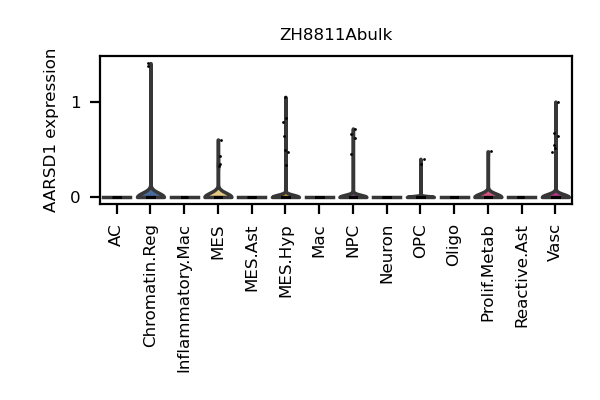 ZH8811Abulk
AARSD1 expression
1
0
AC
Chromatin.Reg
Inflammatory.Mac
MES
MES.Ast
MES.Hyp
Mac
NPC
Neuron
OPC
Oligo
Prolif.Metab
Reactive.Ast
Vasc